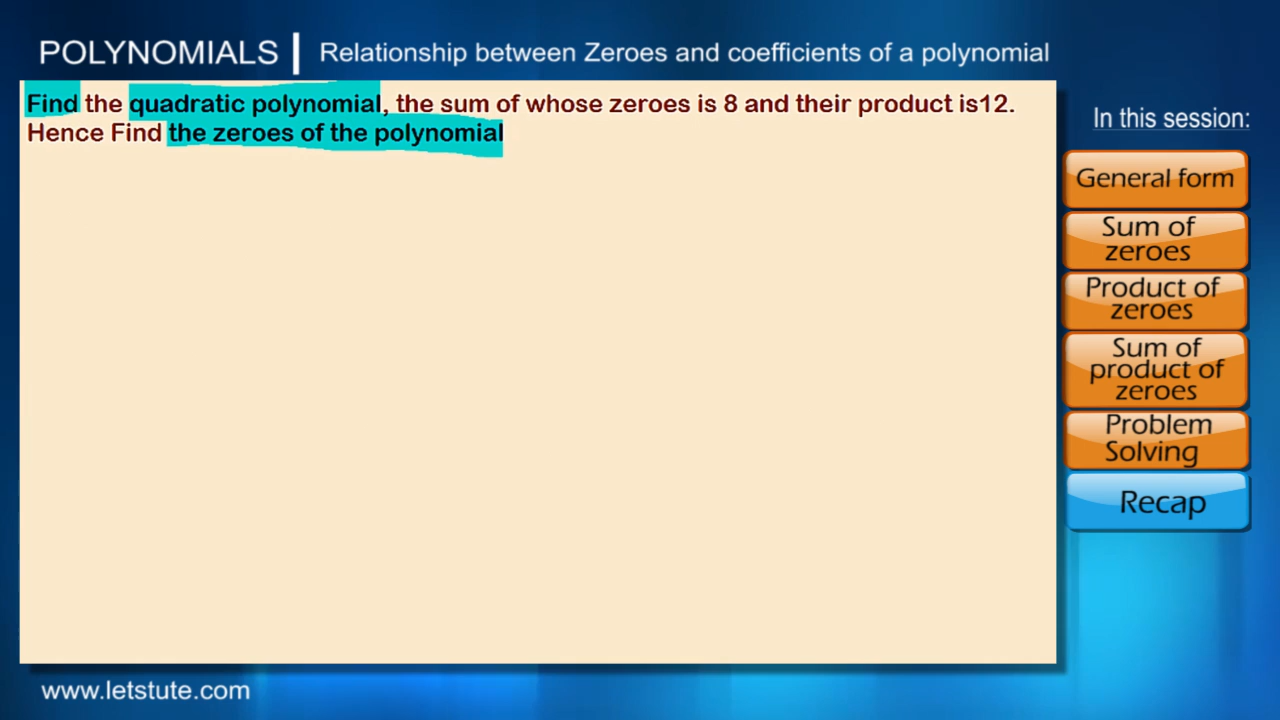 POLYNOMIALS | Relationship between Zeroes and coefficients of a polynomial
Find the quadratic polynomial, the sum of whose zeroes is 8 and their product is12.
Hence Find the zeroes of the polynomial
In this session:
General form
Sum of
zeroes
Product of
zeroes
Sum of
product of
zeroes
Problem
Solving
Recap
www.letstute.com